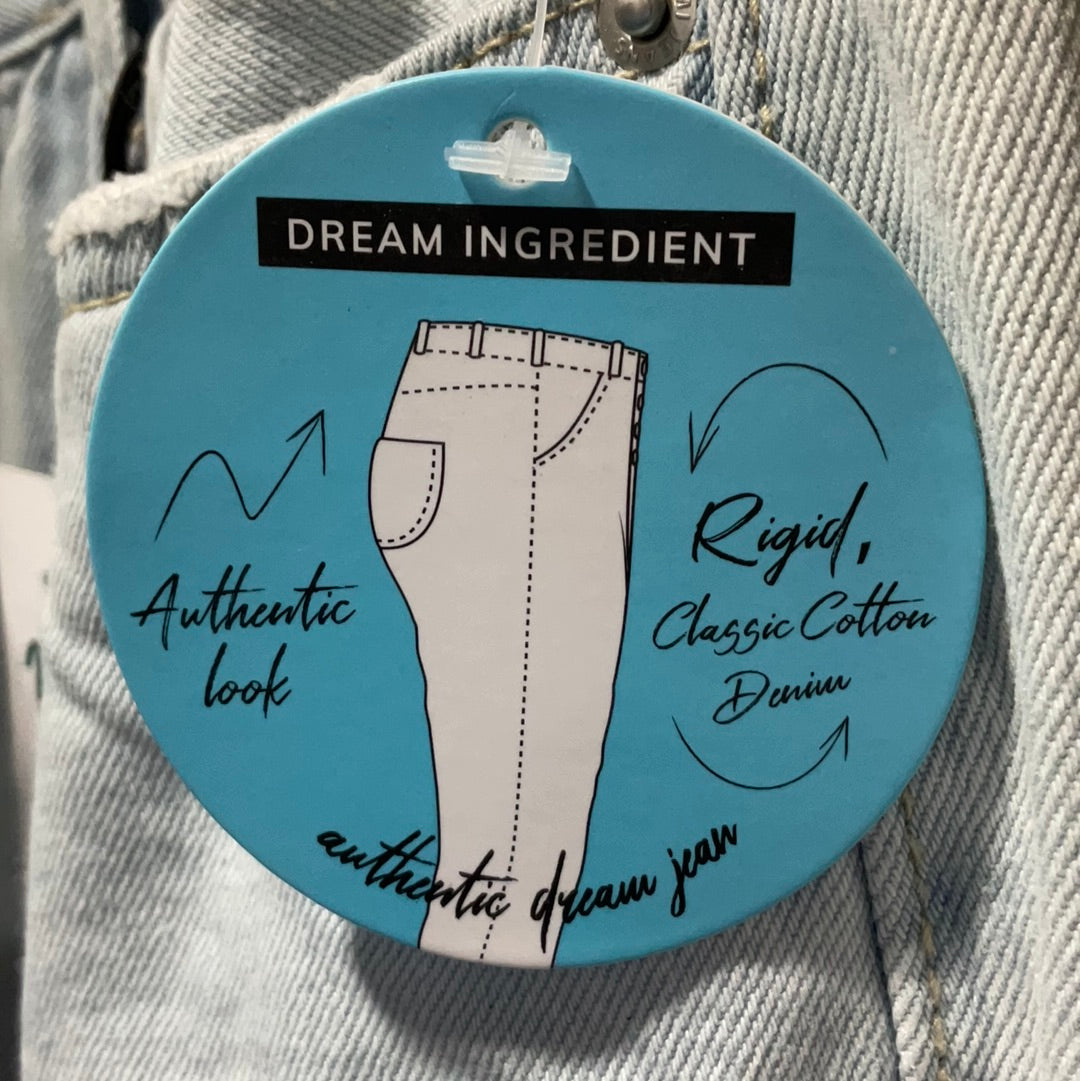 DREAM INGREDIENT
Authentic
look
Rigid,
Classic Cotton
Denim
authentic dream jean